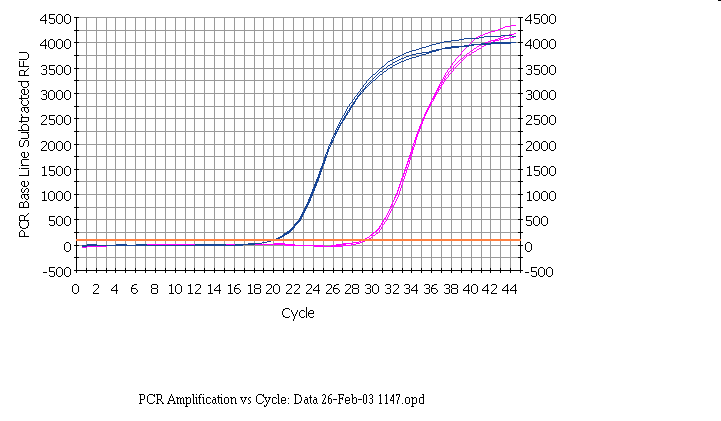 4500 4500
4000 4000
3500 3500
3000 3000
2500 2500
2000 2000
1500 1500
1000 1000
500 500
0 0
-500 -500
PCR Base Line Subtracted RFU
0 2 4 6 8 10 12 14 16 18 20 22 24 26 28 30 32 34 36 38 40 42 44
Cycle
PCR Amplification vs Cycle: Data 26-Feb-03 1147.opd